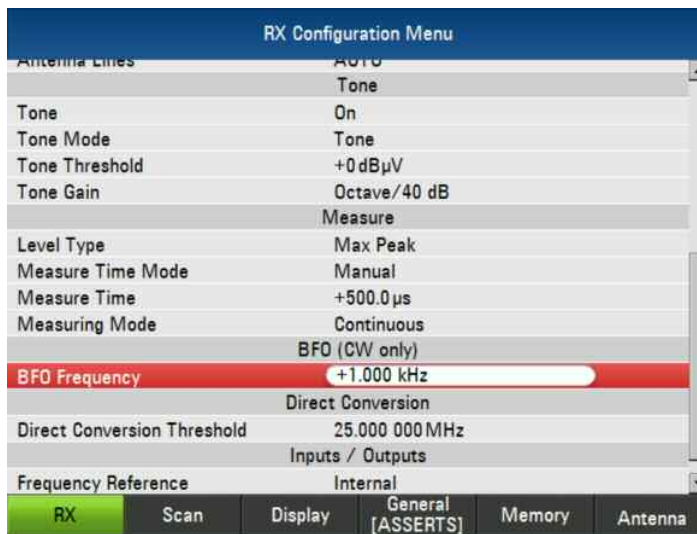 RX Configuration Menu
Antenna Lines AUTO
Tone
Tone On
Tone Mode Tone
Tone Threshold +0 dBµV
Tone Gain Octave/40 dB
Measure
Level Type Max Peak
Measure Time Mode Manual
Measure Time +500.0 µs
Measuring Mode Continuous
BFO (CW only)
BFO Frequency +1.000 kHz
Direct Conversion
Direct Conversion Threshold 25.000 000 MHz
Inputs / Outputs
Frequency Reference Internal
RX Scan Display General [ASSERTS] Memory Antenna